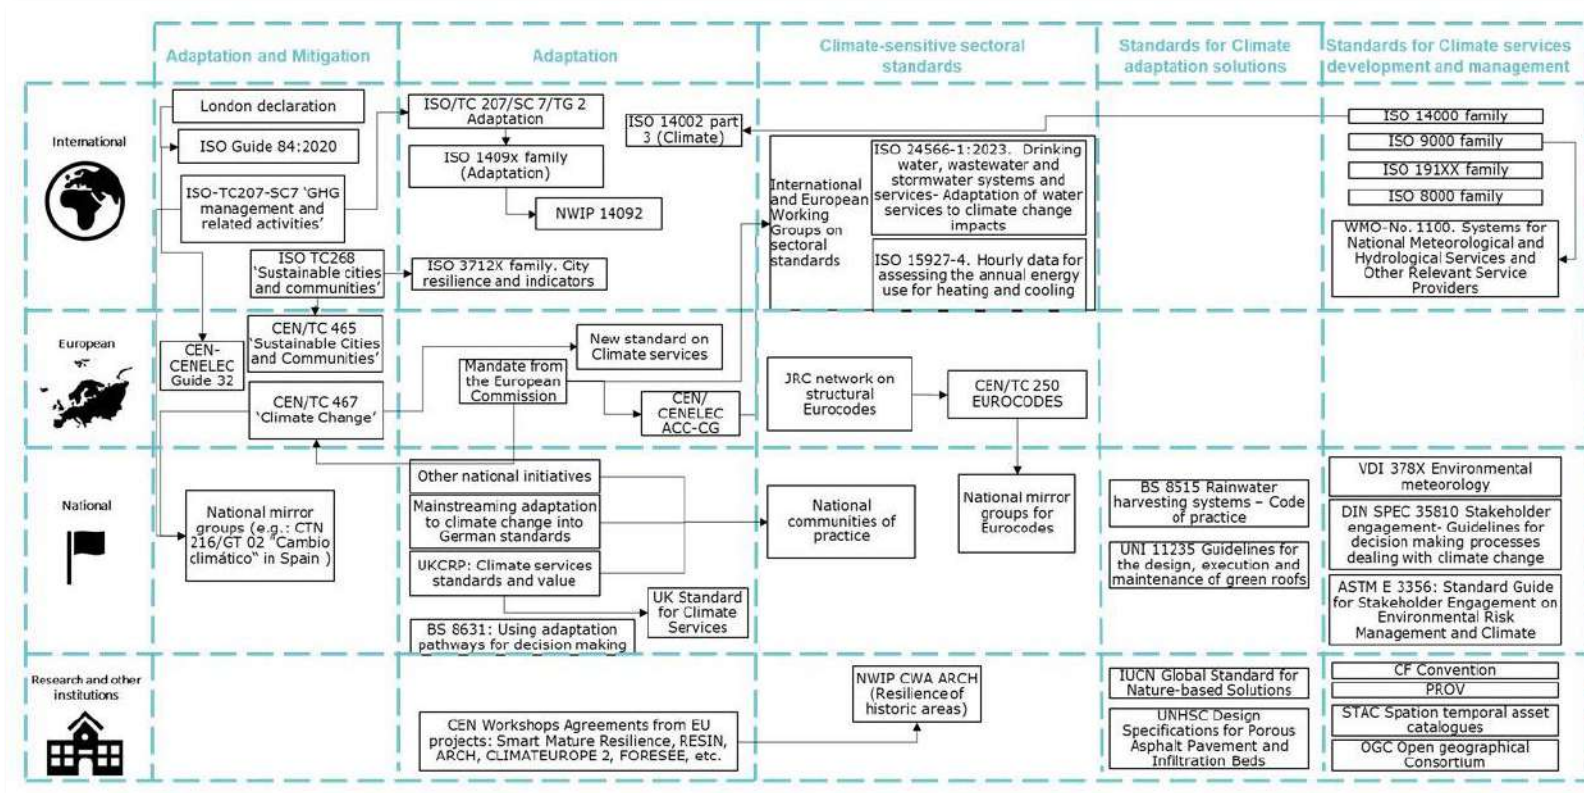 Adaptation and Mitigation
Adaptation
Climate-sensitive sectoral
standards
Standards for Climate
adaptation solutions
Standards for Climate services
development and management
International
London declaration
ISO Guide 84:2020
ISO-TC207-SC7 'GHG
management and
related activities'
ISO TC268
'Sustainable cities
and communities'
ISO/TC 207/SC 7/TG 2
Adaptation
ISO 1409x family
(Adaptation)
NWIP 14092
ISO 3712X family. City
resilience and indicators
ISO 14002 part
3 (Climate)
International
and European
Working
Groups on
sectoral
standards
ISO 24566-1:2023. Drinking
water, wastewater and
stormwater systems and
services- Adaptation of water
services to climate change
impacts
ISO 15927-4. Hourly data for
assessing the annual energy
use for heating and cooling
ISO 14000 family
ISO 9000 family
ISO 191XX family
ISO 8000 family
WMO-No. 1100. Systems for
National Meteorological and
Hydrological Services and
Other Relevant Service
Providers
European
CEN-
CENELEC
Guide 32
CEN/TC 465
'Sustainable Cities
and Communities'
CEN/TC 467
'Climate Change'
New standard on
Climate services
Mandate from
the European
Commission
CEN/
CENELEC
ACC-CG
JRC network on
structural
Eurocodes
CEN/TC 250
EUROCODES
National
National mirror
groups (e.g.: CTN
216/GT 02 "Cambio
climático" in Spain )
Other national initiatives
Mainstreaming adaptation
to climate change into
German standards
UKCRP: Climate services
standards and value
UK Standard
for Climate
Services
BS 8631: Using adaptation
pathways for decision making
National
communities of
practice
National mirror
groups for
Eurocodes
BS 8515 Rainwater
harvesting systems – Code
of practice
UNI 11235 Guidelines for
the design, execution and
maintenance of green roofs
VDI 378X Environmental
meteorology
DIN SPEC 35810 Stakeholder
engagement- Guidelines for
decision making processes
dealing with climate change
ASTM E 3356: Standard Guide
for Stakeholder Engagement on
Environmental Risk
Management and Climate
Research and other
institutions
CEN Workshops Agreements from EU
projects: Smart Mature Resilience, RESIN,
ARCH, CLIMATEUROPE 2, FORESEE, etc.
NWIP CWA ARCH
(Resilience of
historic areas)
IUCN Global Standard for
Nature-based Solutions
UNHSC Design
Specifications for Porous
Asphalt Pavement and
Infiltration Beds
CF Convention
PROV
STAC Spation temporal asset
catalogues
OGC Open geographical
Consortium